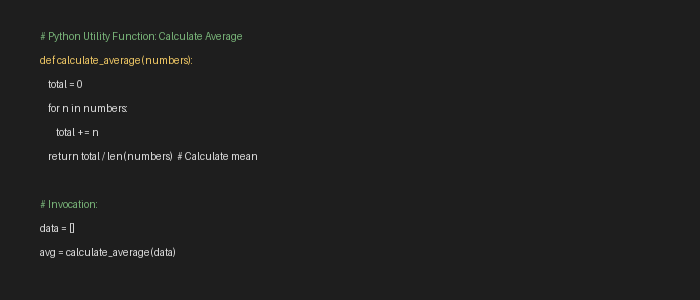 # Python Utility Function: Calculate Average
def calculate_average(numbers):
    total = 0
    for n in numbers:
        total += n
    return total / len(numbers)  # Calculate mean

# Invocation:
data = []
avg = calculate_average(data)